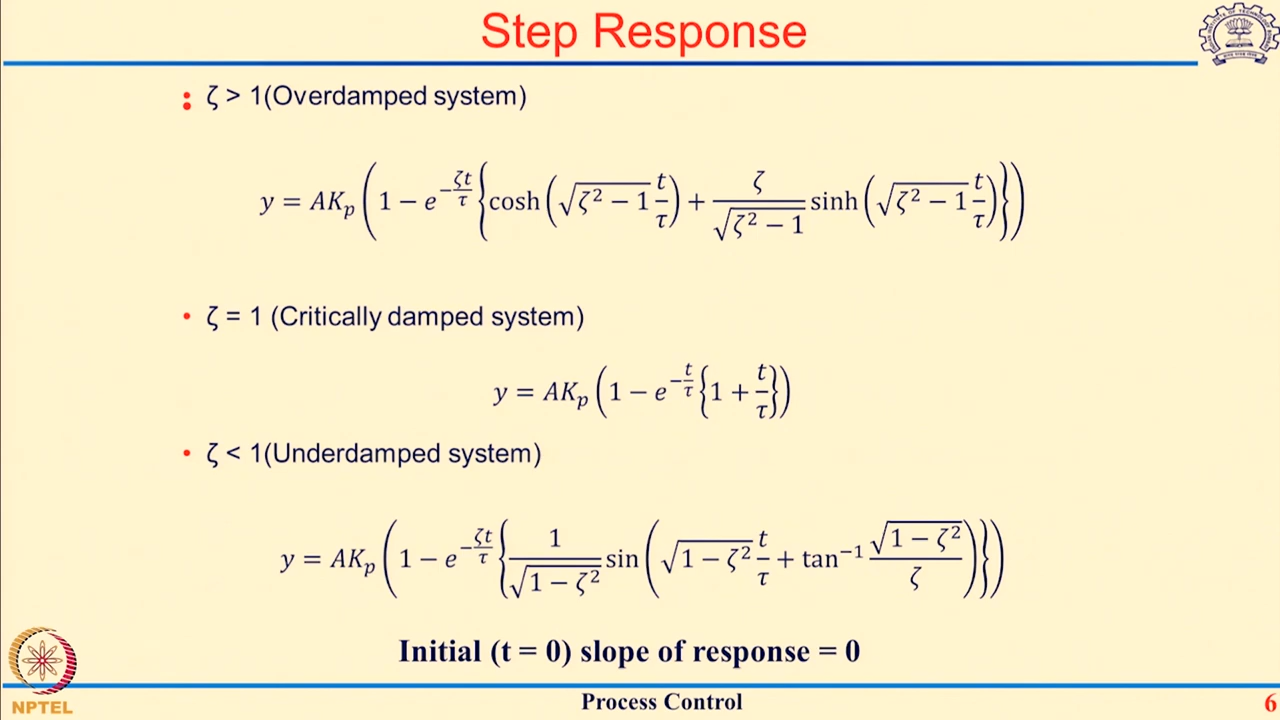 Step Response
: ζ > 1(Overdamped system)
y = AK_p (1 − e^{−ζt/τ} {cosh(√(ζ² − 1) t/τ) + ζ/√(ζ² − 1) sinh(√(ζ² − 1) t/τ)})
• ζ = 1 (Critically damped system)
y = AK_p (1 − e^{−t/τ} {1 + t/τ})
• ζ < 1(Underdamped system)
y = AK_p (1 − e^{−ζt/τ} {1/√(1 − ζ²) sin(√(1 − ζ²) t/τ + tan⁻¹ √(1 − ζ²)/ζ)})
Initial (t = 0) slope of response = 0
NPTEL
Process Control
6